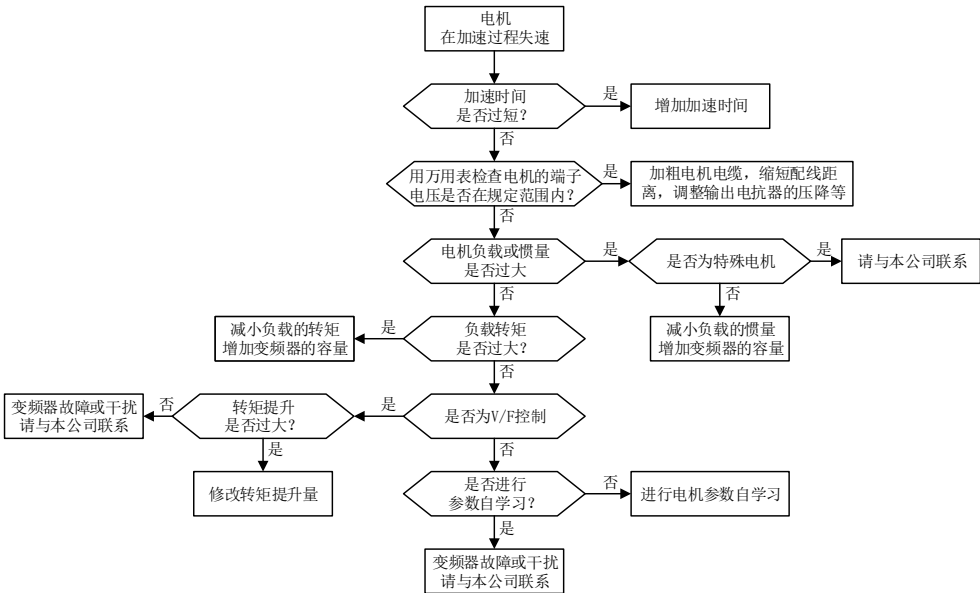 电机
在加速过程失速
加速时间
是否过短?
是
增加加速时间
否
用万用表检查电机的端子
电压是否在规定范围内?
是
加粗电机电缆，缩短配线距
离，调整输出电抗器的压降等
否
电机负载或惯量
是否过大
是
是否为特殊电机
是
请与本公司联系
否
减小负载的惯量
增加变频器的容量
否
负载转矩
是否过大?
是
减小负载的转矩
增加变频器的容量
否
是否为V/F控制
是
转矩提升
是否过大?
否
变频器故障或干扰
请与本公司联系
是
修改转矩提升量
否
是否进行
参数自学习?
否
进行电机参数自学习
是
变频器故障或干扰
请与本公司联系